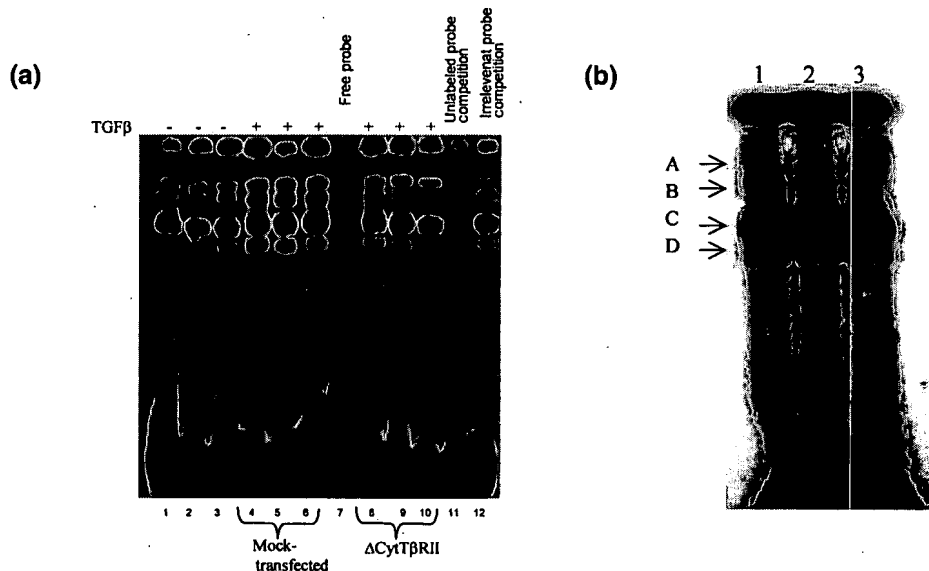 (a)
Free probe
Unlabeled probe
competition
Irrelevenat probe
competition
TGFβ - - - + + + + + +
1 2 3 4 5 6 7 8 9 10 11 12
Mock-
transfected
ΔCytTβRII
(b)
1 2 3
A
B
C
D